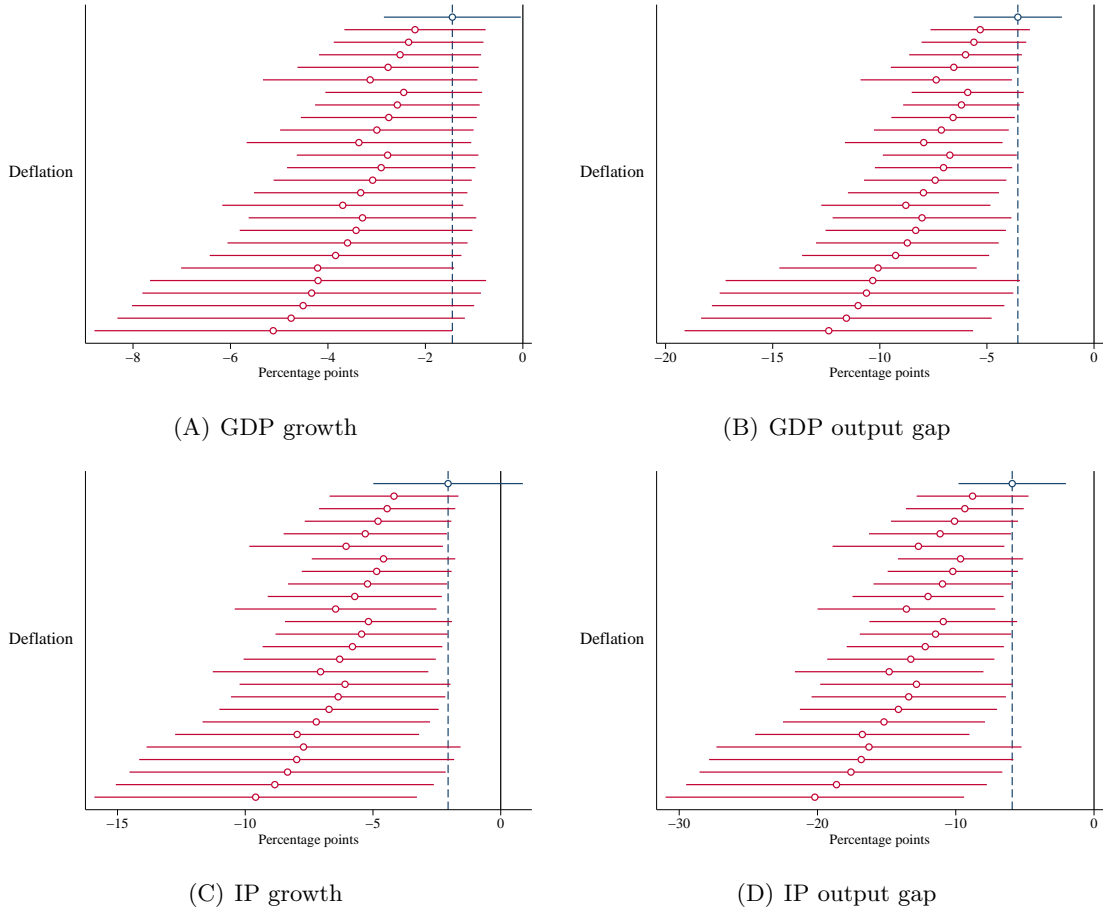 Deflation
−8 −6 −4 −2 0
Percentage points
(A) GDP growth
Deflation
−20 −15 −10 −5 0
Percentage points
(B) GDP output gap
Deflation
−15 −10 −5 0
Percentage points
(C) IP growth
Deflation
−30 −20 −10 0
Percentage points
(D) IP output gap